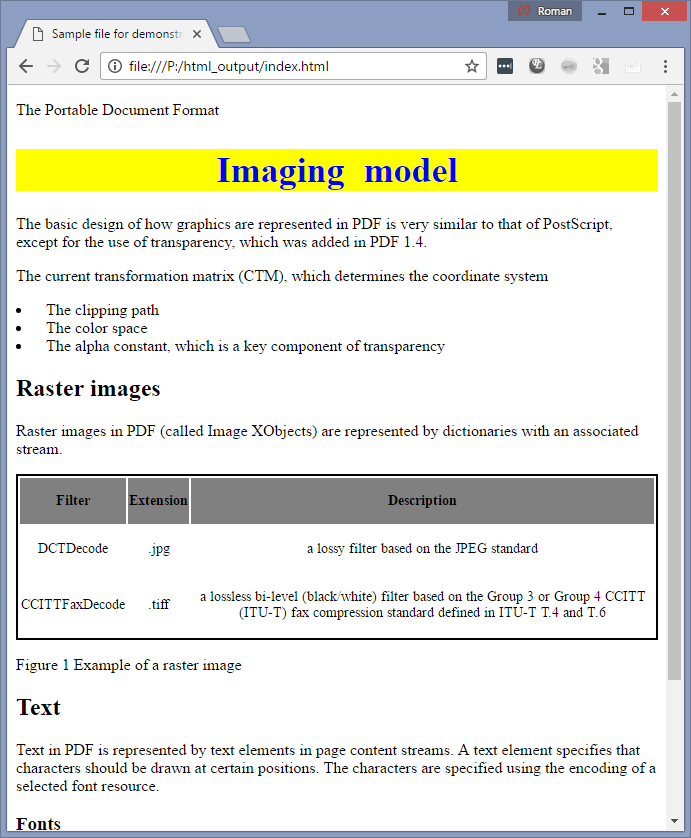 Roman
Sample file for demonstr
file:///P:/html_output/index.html
The Portable Document Format
Imaging model
The basic design of how graphics are represented in PDF is very similar to that of PostScript,
except for the use of transparency, which was added in PDF 1.4.
The current transformation matrix (CTM), which determines the coordinate system
• The clipping path
• The color space
• The alpha constant, which is a key component of transparency
Raster images
Raster images in PDF (called Image XObjects) are represented by dictionaries with an associated
stream.
Filter Extension Description
DCTDecode .jpg a lossy filter based on the JPEG standard
CCITTFaxDecode .tiff a lossless bi-level (black/white) filter based on the Group 3 or Group 4 CCITT
(ITU-T) fax compression standard defined in ITU-T T.4 and T.6
Figure 1 Example of a raster image
Text
Text in PDF is represented by text elements in page content streams. A text element specifies that
characters should be drawn at certain positions. The characters are specified using the encoding of a
selected font resource.
Fonts